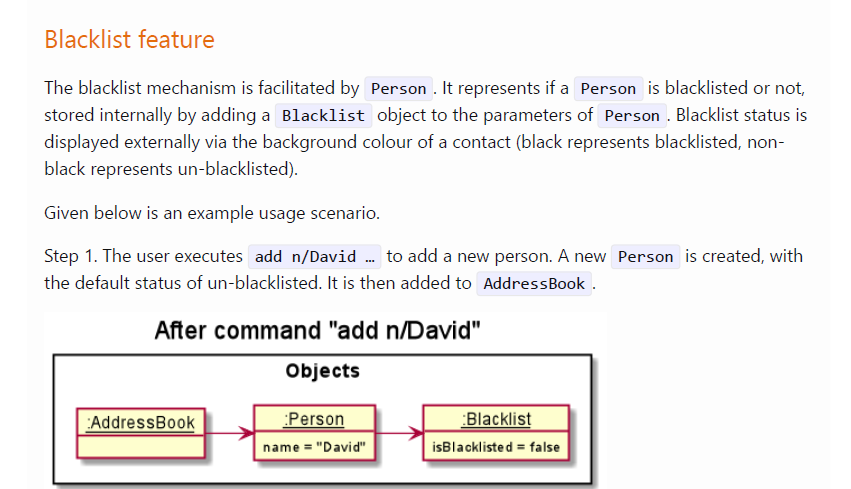 Blacklist feature
The blacklist mechanism is facilitated by Person . It represents if a Person is blacklisted or not,
stored internally by adding a Blacklist object to the parameters of Person . Blacklist status is
displayed externally via the background colour of a contact (black represents blacklisted, non-
black represents un-blacklisted).
Given below is an example usage scenario.
Step 1. The user executes add n/David … to add a new person. A new Person is created, with
the default status of un-blacklisted. It is then added to AddressBook .
After command "add n/David"
Objects
:AddressBook :Person :Blacklist
name = "David" isBlacklisted = false